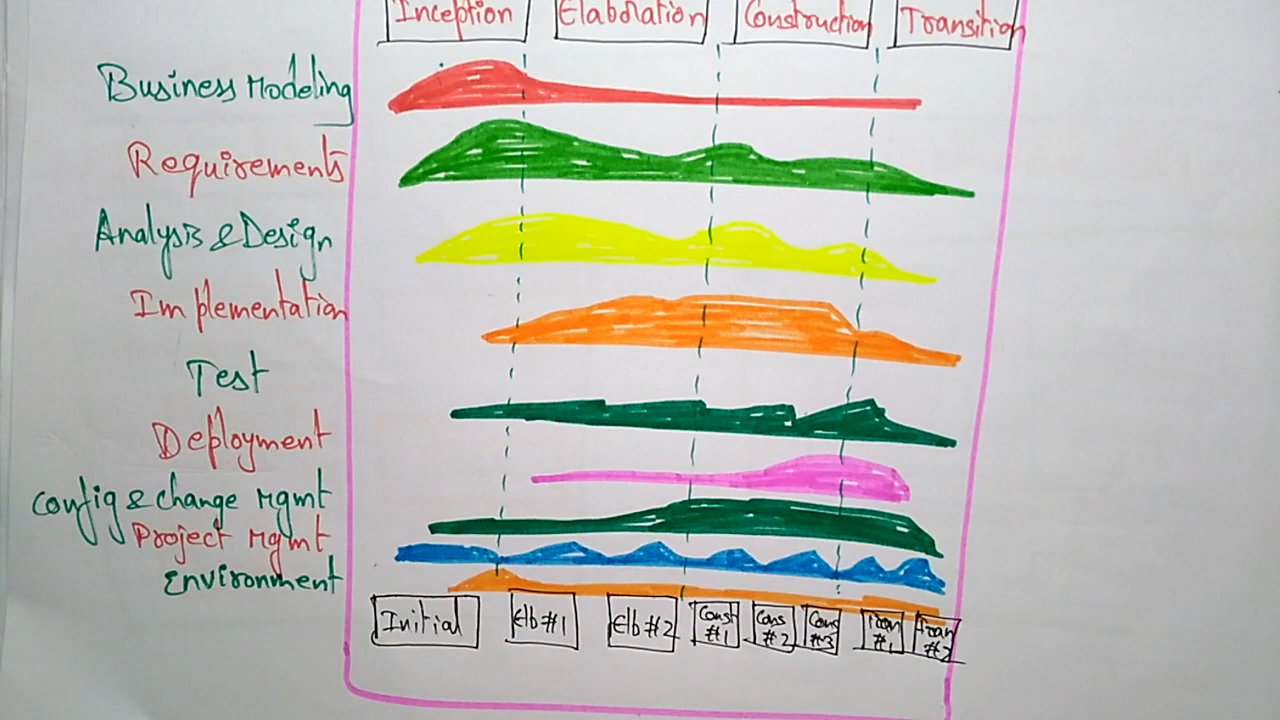 Inception Elaboration Construction Transition
Business Modeling
Requirements
Analysis & Design
Implementation
Test
Deployment
Config & change Mgmt
Project Mgmt
Environment
Initial Elb#1 Elb#2 Const #1 Cons #2 Cons #3 Tran #1 Tran #2